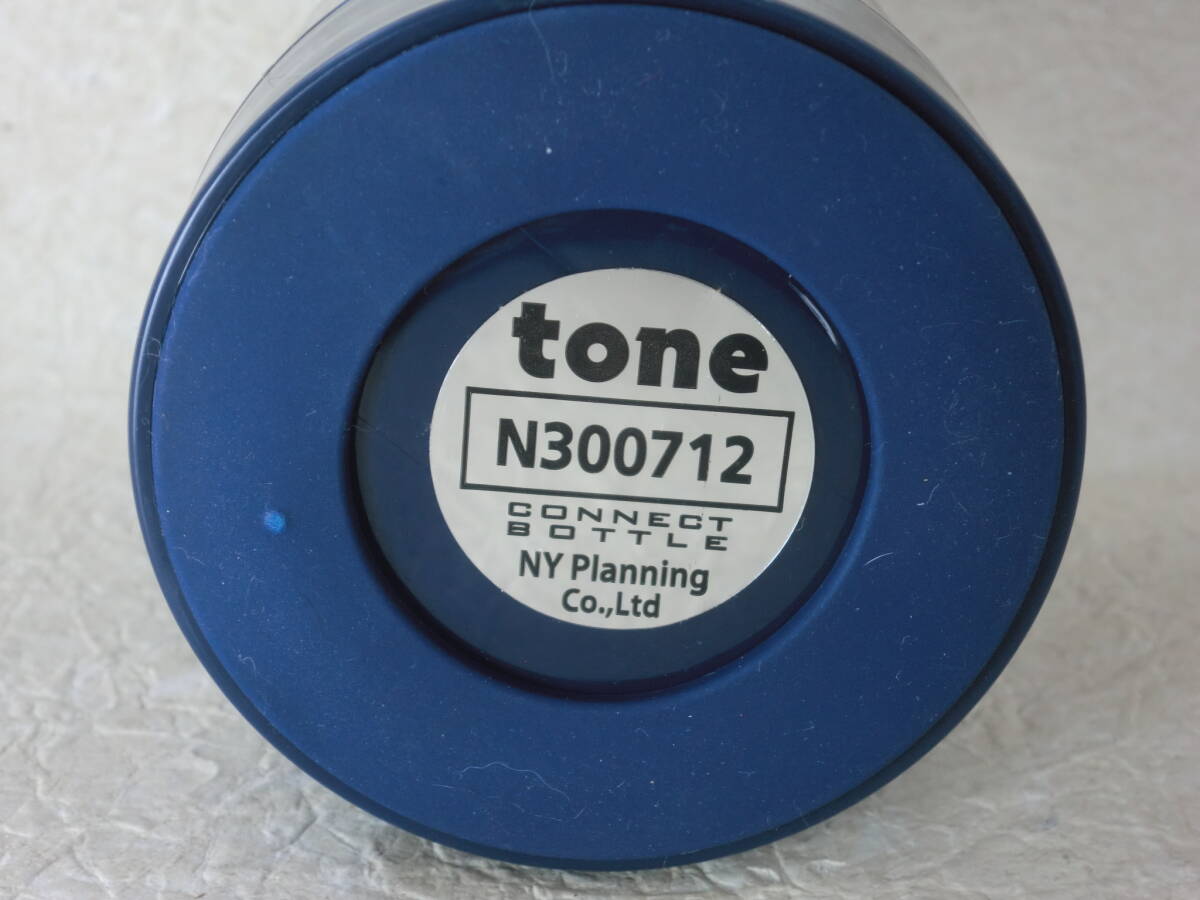 tone
N300712
CONNECT
BOTTLE
NY Planning
Co.,Ltd